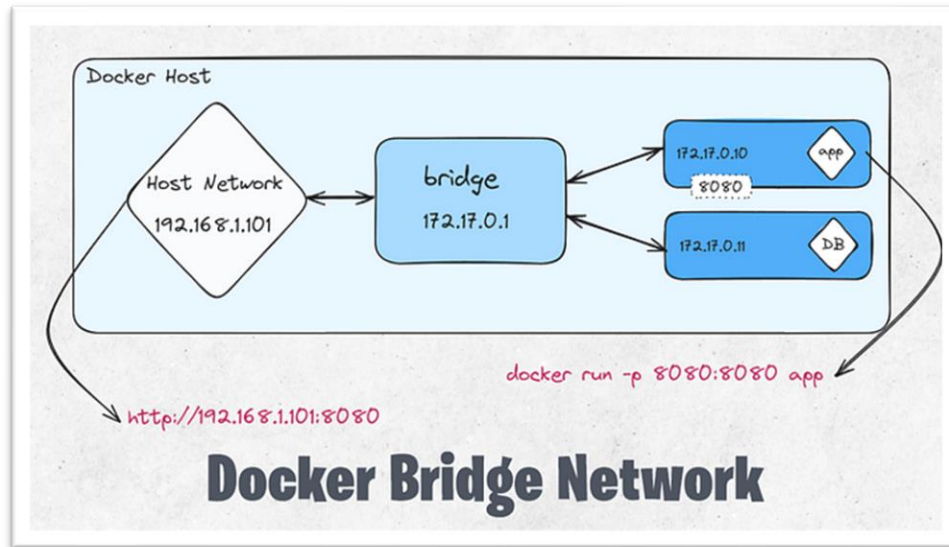 Docker Host
Host Network
192.168.1.101
bridge
172.17.0.1
172.17.0.10
app
8080
172.17.0.11
DB
docker run -p 8080:8080 app
http://192.168.1.101:8080
Docker Bridge Network